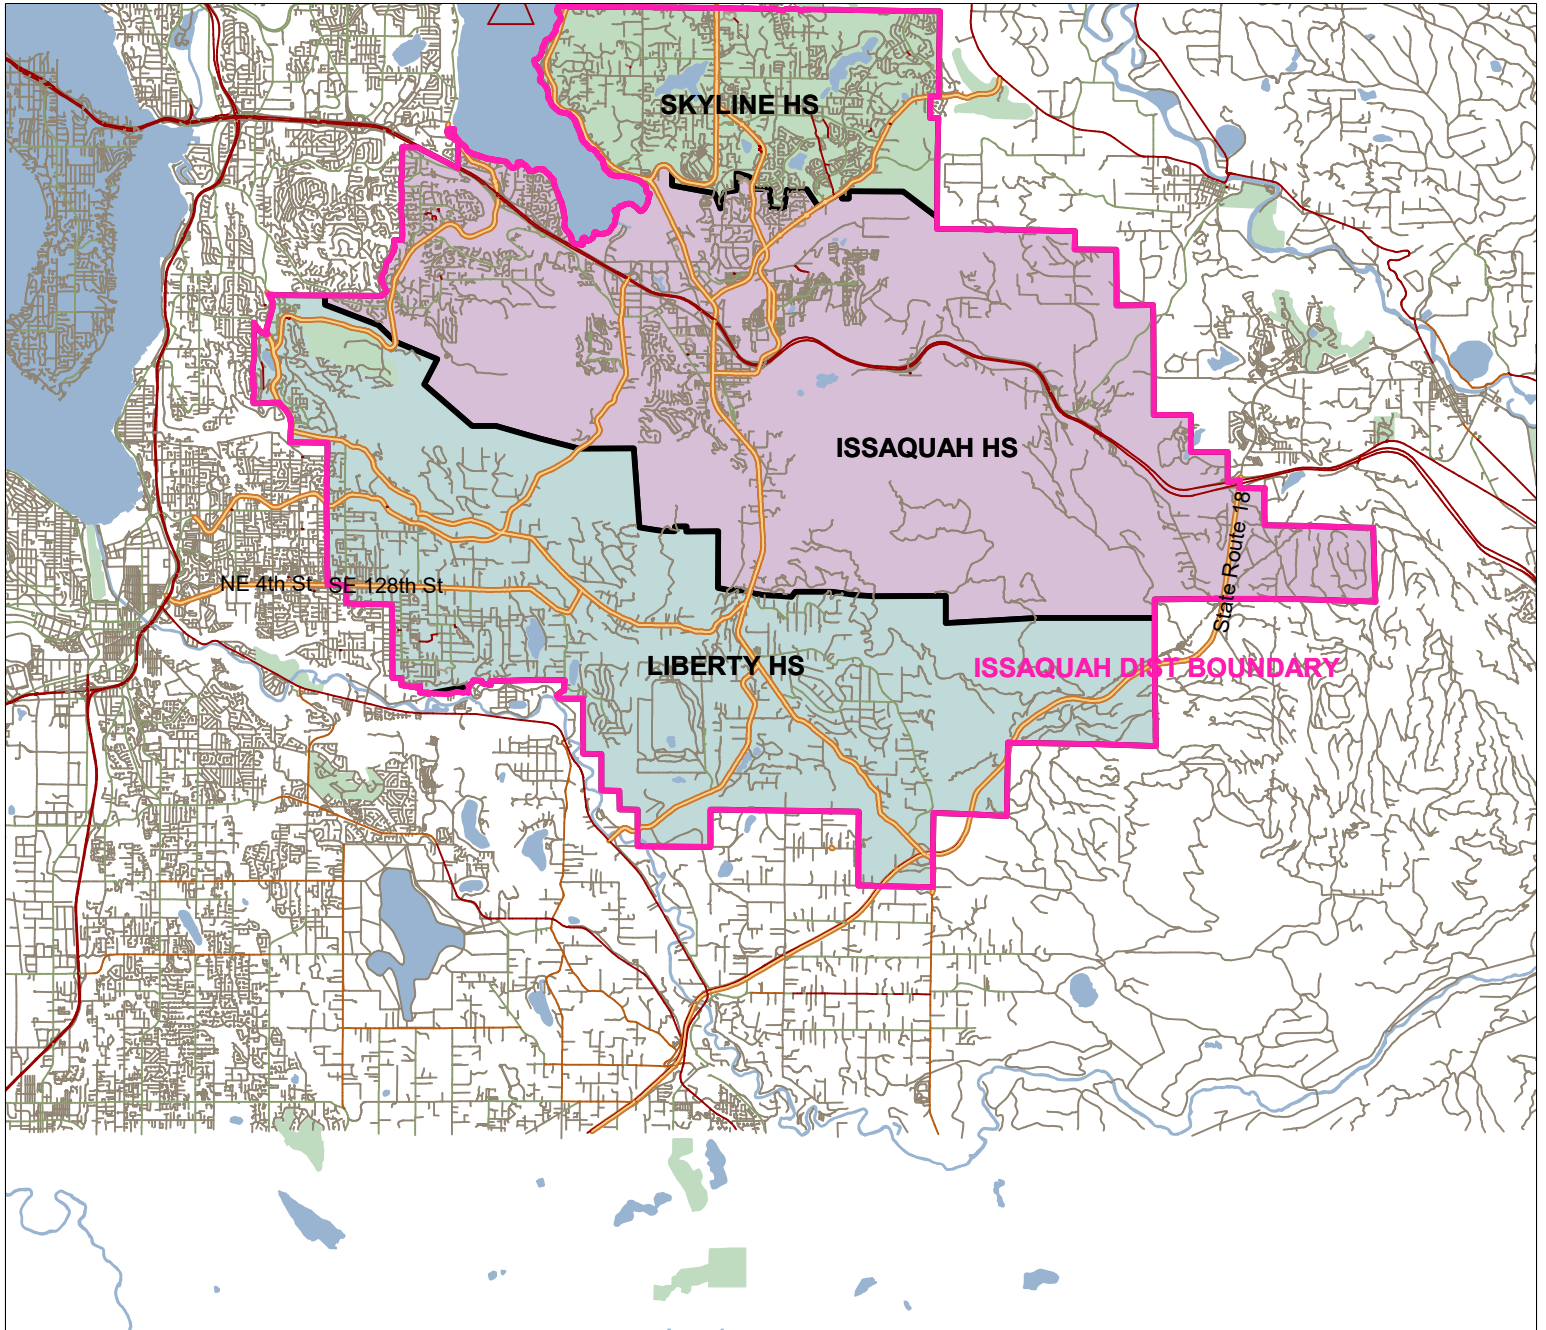 SKYLINE HS
ISSAQUAH HS
State Route 18
NE 4th St SE 128th St
LIBERTY HS
ISSAQUAH DIST BOUNDARY